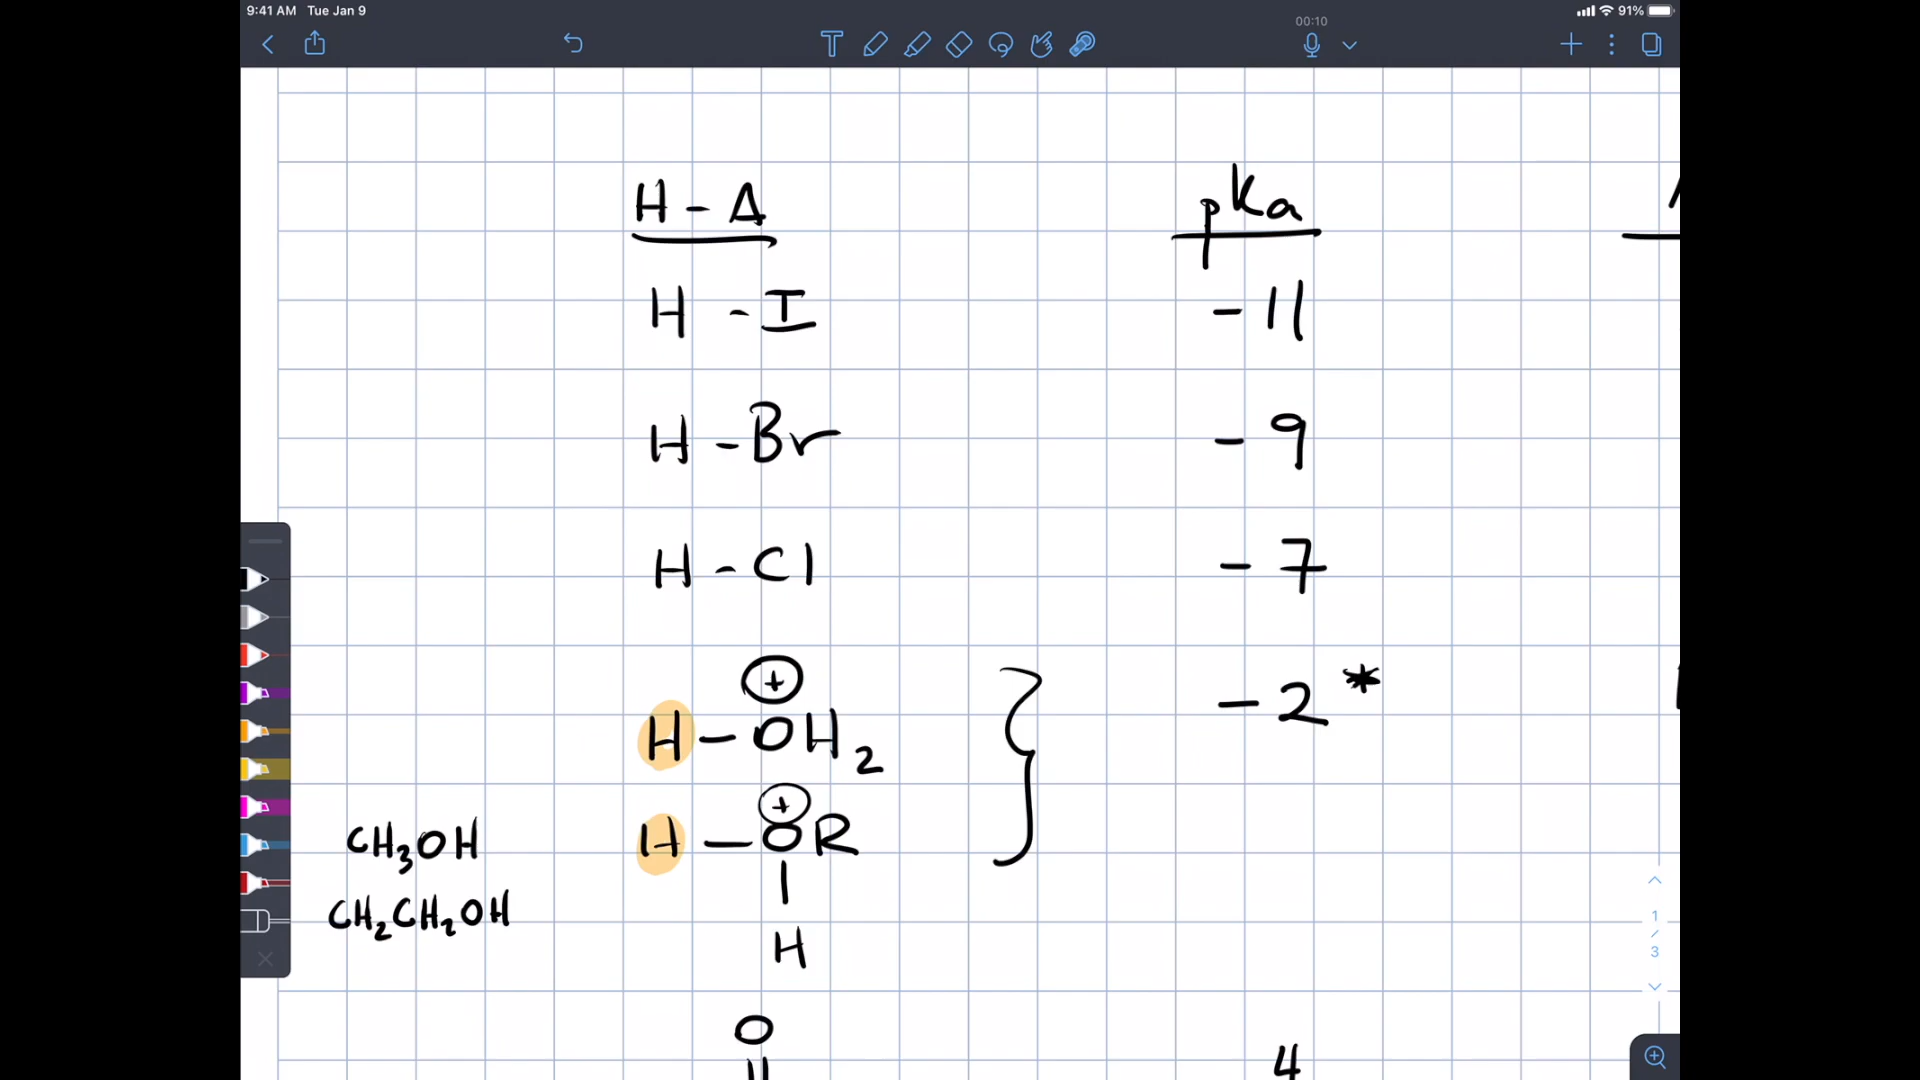 9:41 AM Tue Jan 9
91%
00:10
H - A pKa
H - I - 11
H - Br - 9
H - Cl - 7
+
H - OH2 - 2 *
+
CH3OH H - OR
CH2CH2OH
H
O
4
1
/
3